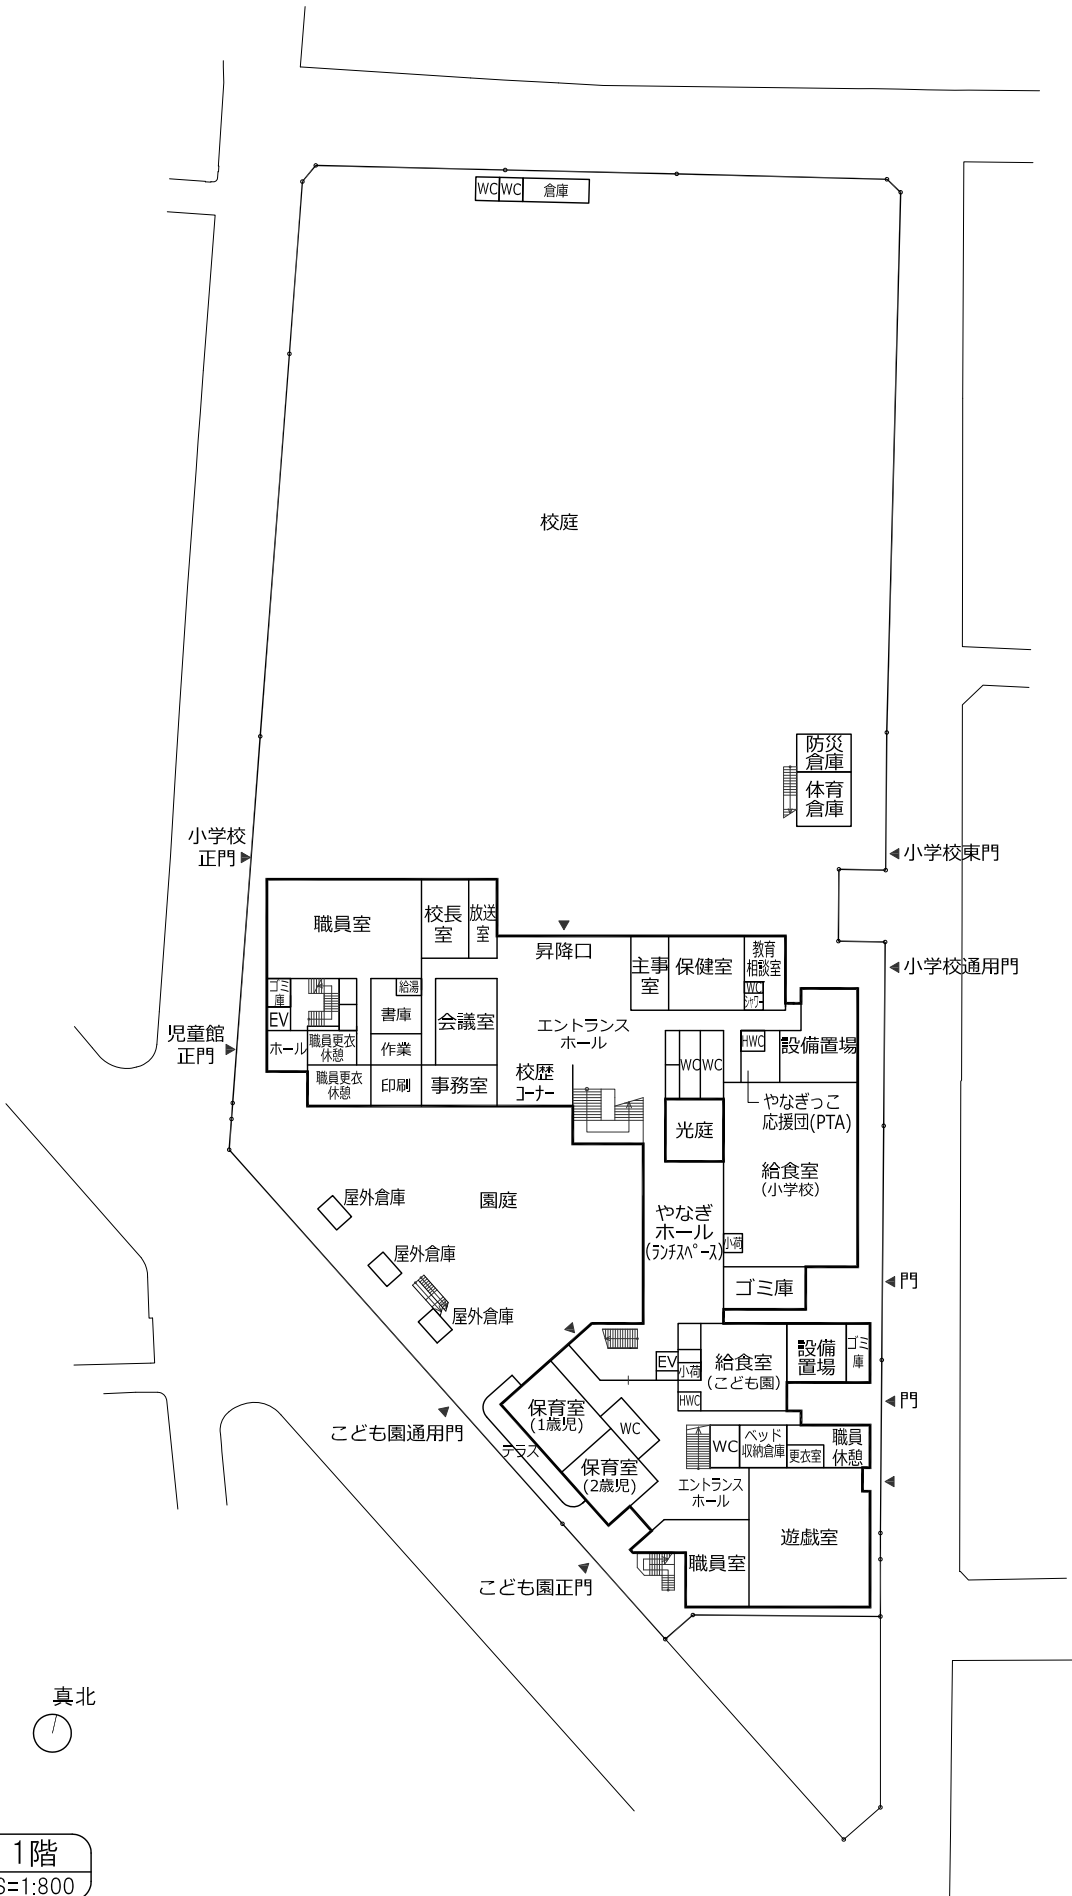 WC
WC
倉庫
校庭
防災
倉庫
体育
倉庫
小学校
正門
小学校東門
職員室
校長
室
放送
室
昇降口
主事
室
保健室
教育
相談室
WC
シャワー
小学校通用門
ゴミ
庫
EV
ホール
給湯
書庫
会議室
エントランス
ホール
児童館
正門
職員更衣
休憩
作業
職員更衣
休憩
印刷
事務室
校歴
コーナー
WC
WC
HWC
設備置場
やなぎっこ
応援団(PTA)
光庭
給食室
(小学校)
屋外倉庫
園庭
やなぎ
ホール
(ランチスペース)
小荷
屋外倉庫
ゴミ庫
門
屋外倉庫
EV
小荷
給食室
(こども園)
設備
置場
ゴミ
庫
HWC
門
保育室
(1歳児)
WC
こども園通用門
テラス
保育室
(2歳児)
WC
ベッド
収納倉庫
更衣室
職員
休憩
エントランス
ホール
遊戯室
職員室
こども園正門
真北
1階
S=1:800